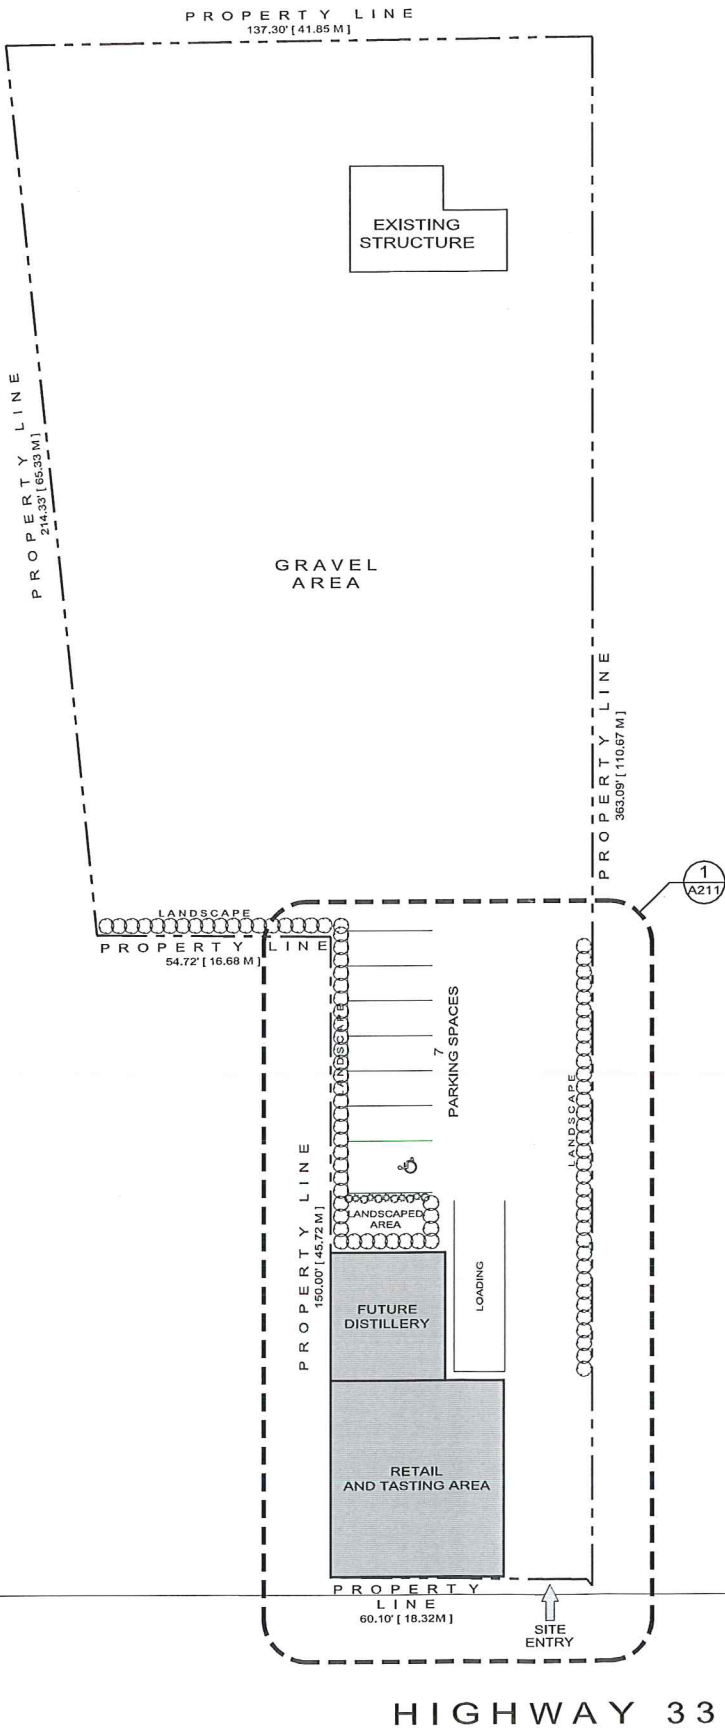 PROPERTY LINE
137.30' [ 41.85 M ]
EXISTING
STRUCTURE
PROPERTY LINE
214.33' [ 65.33 M ]
GRAVEL
AREA
PROPERTY LINE
363.09' [ 110.67 M ]
1
A211
LANDSCAPE
PROPERTY LINE
54.72' [ 16.68 M ]
LANDSCAPE
7
PARKING SPACES
LANDSCAPE
PROPERTY LINE
150.00' [ 45.72 M ]
LANDSCAPED
AREA
LOADING
FUTURE
DISTILLERY
RETAIL
AND TASTING AREA
PROPERTY
LINE
60.10' [ 18.32M ]
SITE
ENTRY
HIGHWAY 33